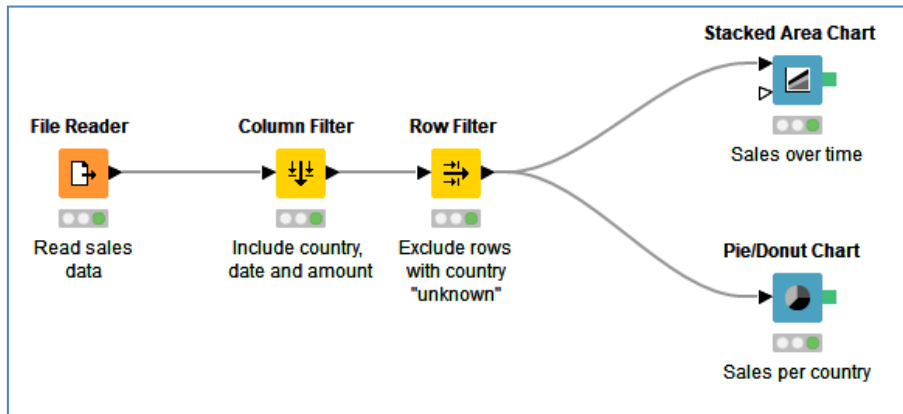 Stacked Area Chart
File Reader
Column Filter
Row Filter
Sales over time
Read sales
data
Include country,
date and amount
Exclude rows
with country
"unknown"
Pie/Donut Chart
Sales per country